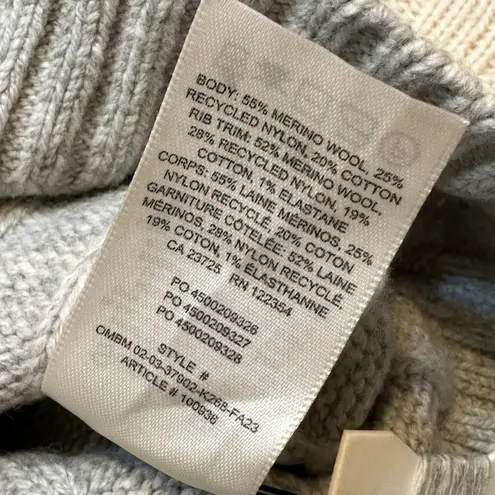 BODY: 55% MERINO WOOL, 25%
RECYCLED NYLON, 20% COTTON
RIB TRIM: 52% MERINO WOOL,
28% RECYCLED NYLON, 19%
COTTON, 1% ELASTANE
CORPS: 55% LAINE MÉRINOS, 25%
NYLON RECYCLÉ, 20% COTON
GARNITURE CÔTELÉE: 52% LAINE
MÉRINOS, 28% NYLON RECYCLÉ,
19% COTON, 1% ÉLASTHANNE
CA 23725. RN 122354
PO 4500209326
PO 4500209327
PO 4500209328
STYLE #
OMBM 02-03-37902-K268-FA23
ARTICLE # 100936